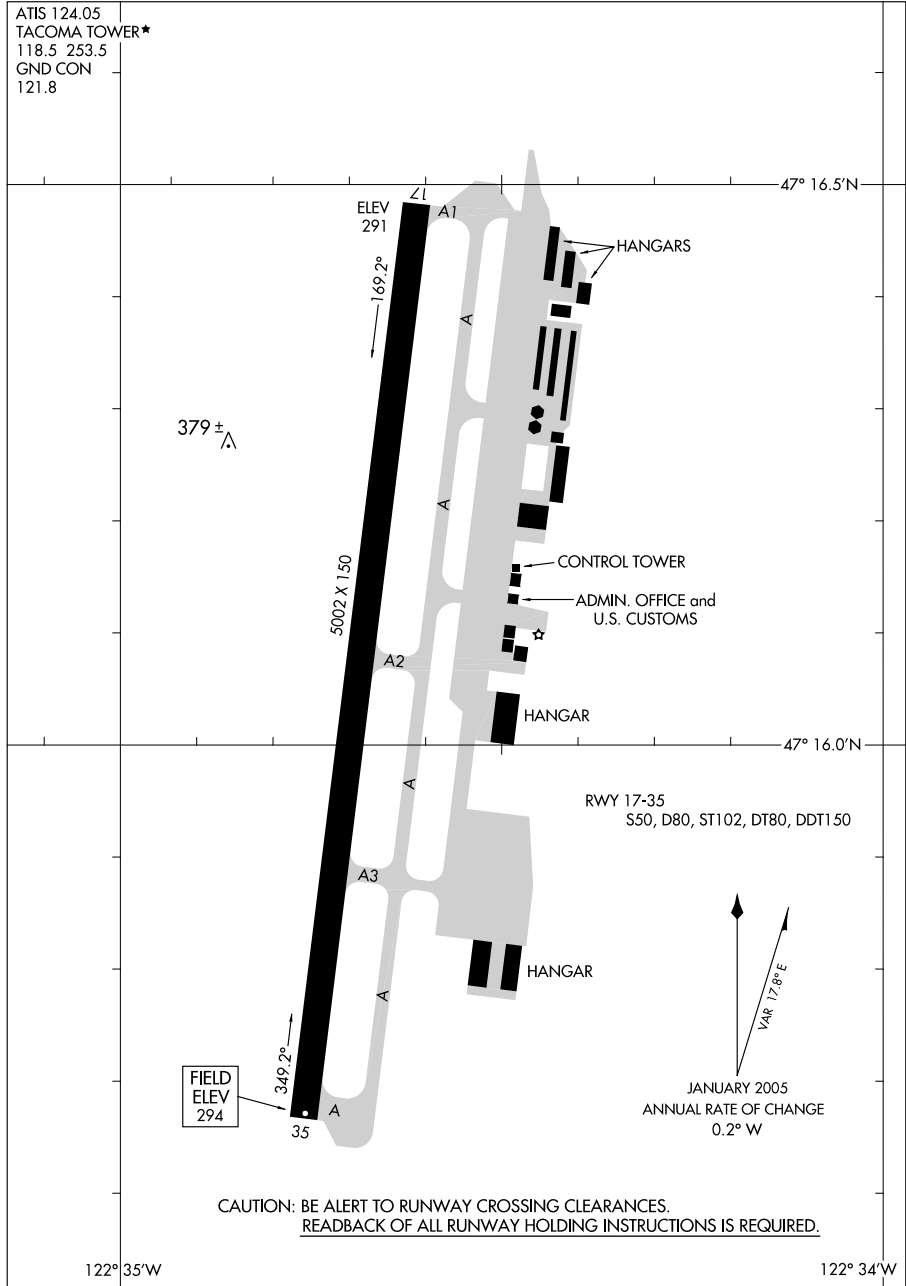 ATIS 124.05
TACOMA TOWER★
118.5 253.5
GND CON
121.8
47° 16.5'N
17
ELEV
291
A1
HANGARS
169.2°
A
379 ±
A
5002 X 150
CONTROL TOWER
ADMIN. OFFICE and
U.S. CUSTOMS
A2
HANGAR
47° 16.0'N
A
RWY 17-35
S50, D80, ST102, DT80, DDT150
A3
HANGAR
A
VAR 17.8° E
349.2°
FIELD
ELEV
294
A
35
JANUARY 2005
ANNUAL RATE OF CHANGE
0.2° W
CAUTION: BE ALERT TO RUNWAY CROSSING CLEARANCES.
READBACK OF ALL RUNWAY HOLDING INSTRUCTIONS IS REQUIRED.
122° 35'W
122° 34'W